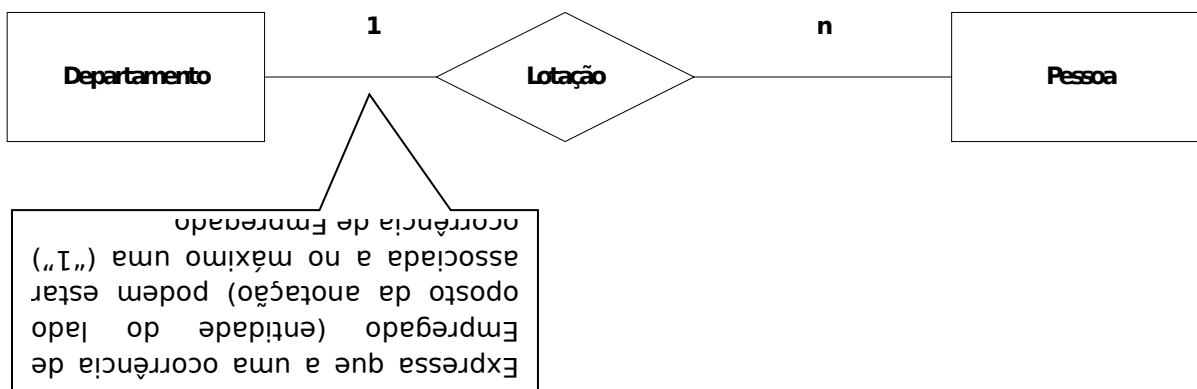 1
n
Departamento
Lotação
Pessoa
Expressa que a uma ocorrência de
Empregado (entidade do lado
oposto da anotação) podem estar
associada a no máximo uma ("1")
ocorrência de Empregado